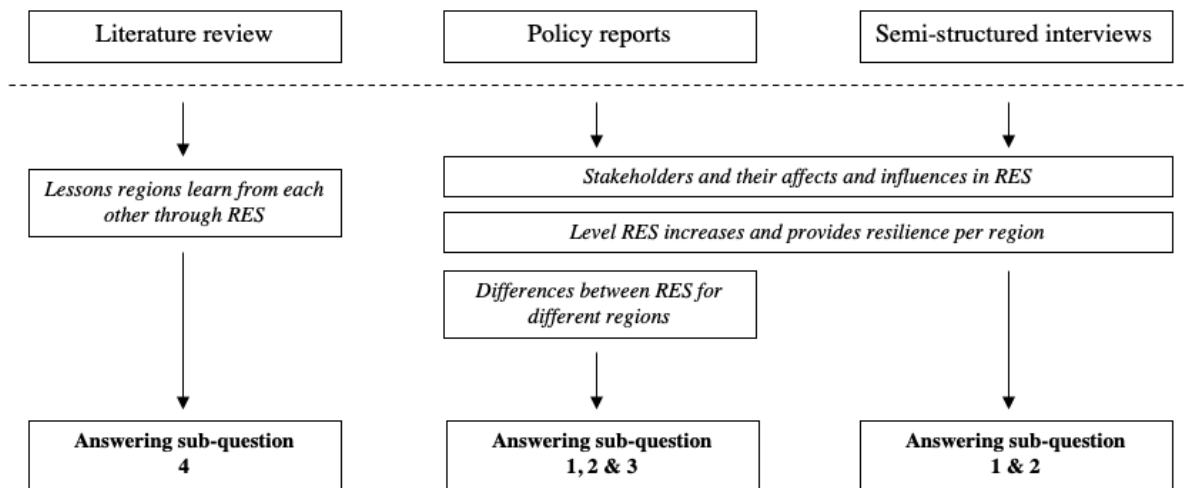 Literature review
Policy reports
Semi-structured interviews
Lessons regions learn from each
other through RES
Stakeholders and their affects and influences in RES
Level RES increases and provides resilience per region
Differences between RES for
different regions
Answering sub-question
4
Answering sub-question
1, 2 & 3
Answering sub-question
1 & 2